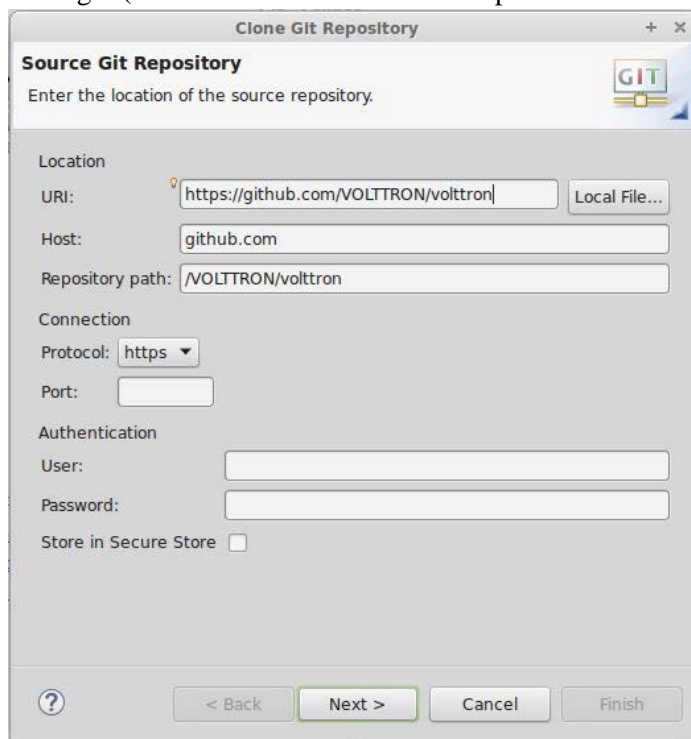 Clone Git Repository
Source Git Repository
Enter the location of the source repository.
GIT
Location
URI: https://github.com/VOLTTRON/volttron Local File...
Host: github.com
Repository path: /VOLTTRON/volttron
Connection
Protocol: https
Port:
Authentication
User:
Password:
Store in Secure Store
? < Back Next > Cancel Finish